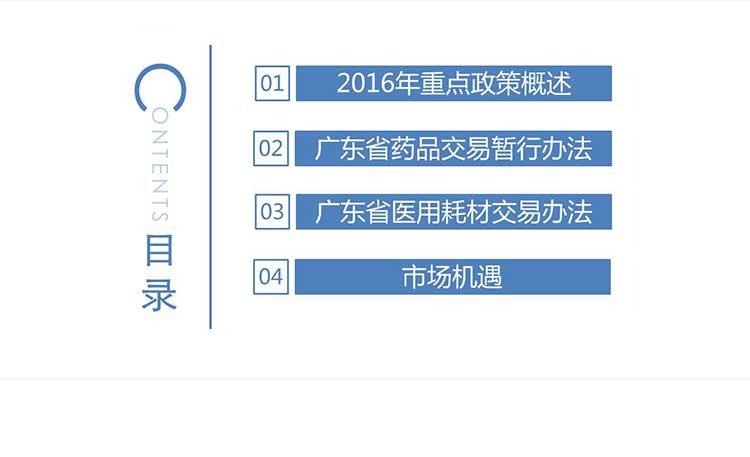 CONTENTS
目录
01 2016年重点政策概述
02 广东省药品交易暂行办法
03 广东省医用耗材交易办法
04 市场机遇